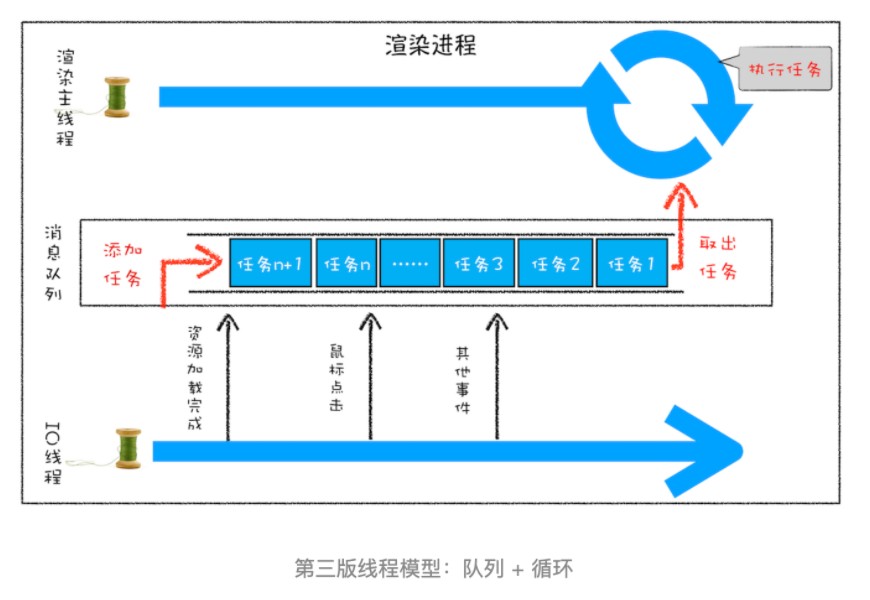 渲染进程
渲染主线程
执行任务
消息队列
添加
任务
任务n+1
任务n
……
任务3
任务2
任务1
取出
任务
资源加载完成
鼠标点击
其他事件
IO线程
第三版线程模型：队列 + 循环